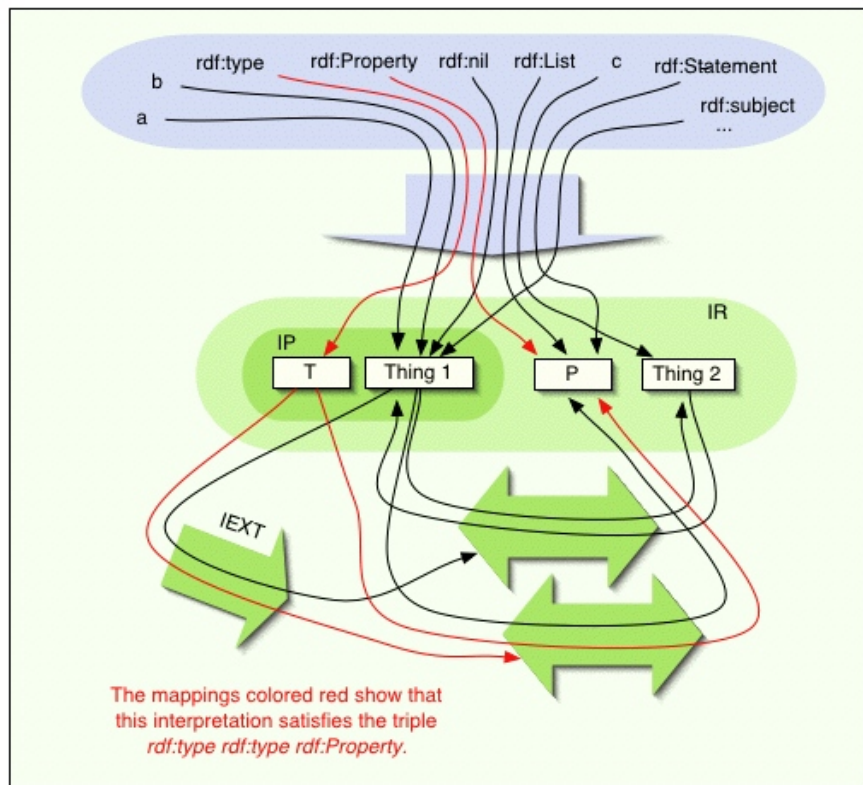 rdf:type rdf:Property rdf:nil rdf:List c rdf:Statement
b
a
rdf:subject
...
IR
IP
T Thing 1 P Thing 2
IEXT
The mappings colored red show that
this interpretation satisfies the triple
rdf:type rdf:type rdf:Property.